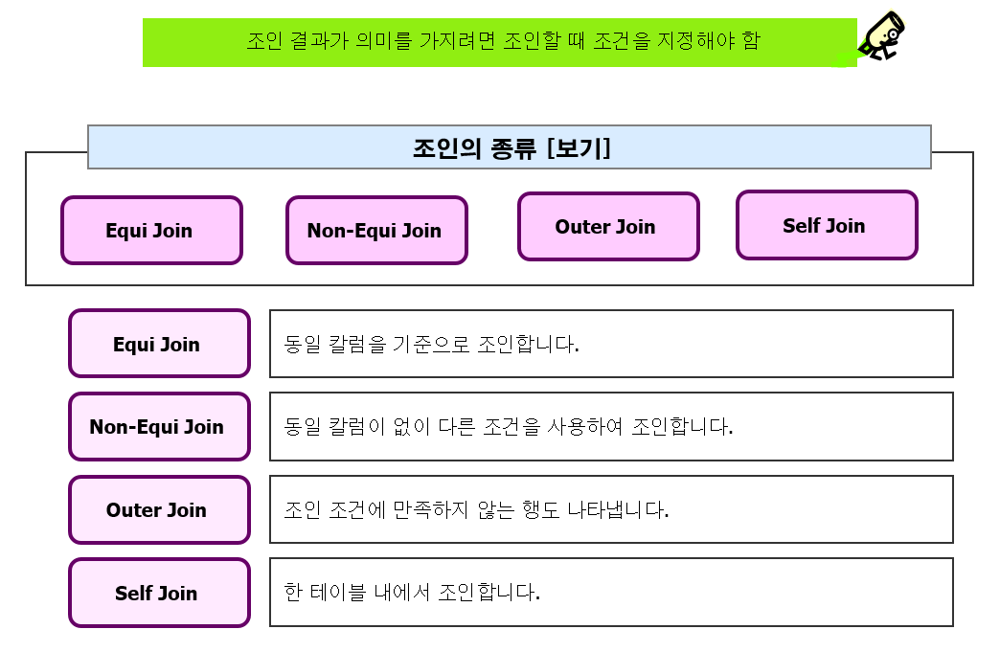 조인 결과가 의미를 가지려면 조인할 때 조건을 지정해야 함
조인의 종류 [보기]
Equi Join
Non-Equi Join
Outer Join
Self Join
Equi Join
동일 칼럼을 기준으로 조인합니다.
Non-Equi Join
동일 칼럼이 없이 다른 조건을 사용하여 조인합니다.
Outer Join
조인 조건에 만족하지 않는 행도 나타냅니다.
Self Join
한 테이블 내에서 조인합니다.